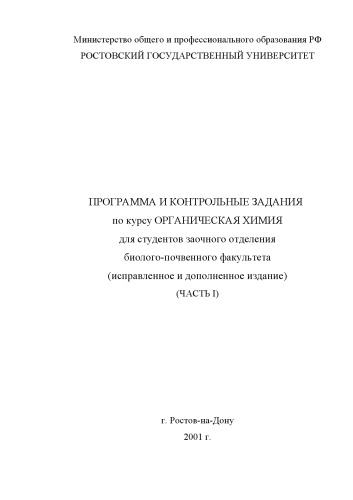 Министерство общего и профессионального образования РФ
РОСТОВСКИЙ ГОСУДАРСТВЕННЫЙ УНИВЕРСИТЕТ
ПРОГРАММА И КОНТРОЛЬНЫЕ ЗАДАНИЯ
по курсу ОРГАНИЧЕСКАЯ ХИМИЯ
для студентов заочного отделения
биолого-почвенного факультета
(исправленное и дополненное издание)
(ЧАСТЬ I)
г. Ростов-на-Дону
2001 г.